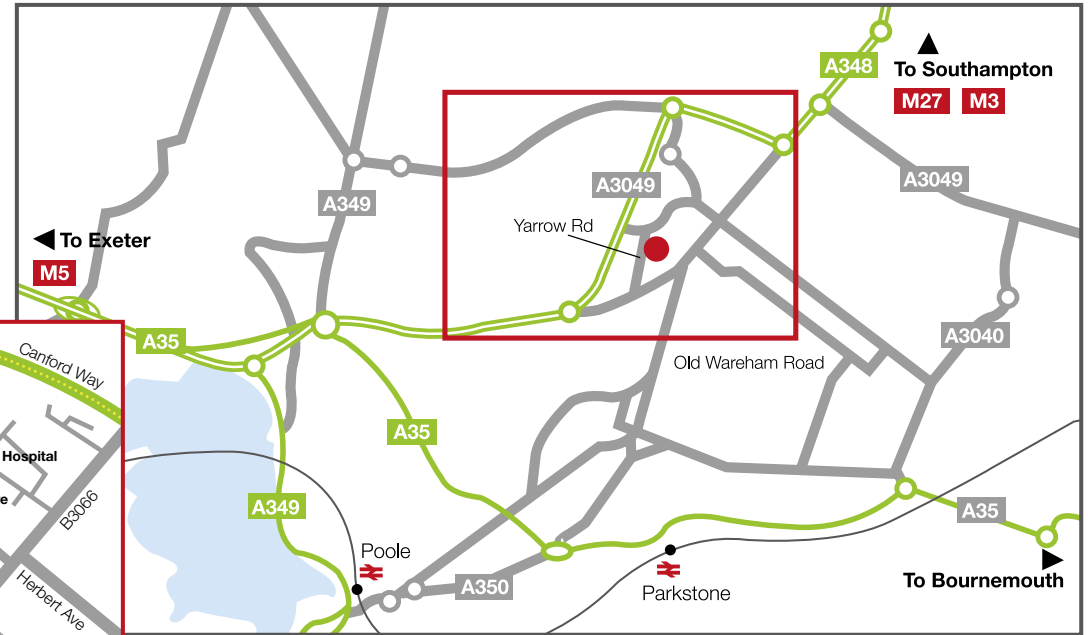 A348
To Southampton
M27 M3
A3049
A3049
A349
Yarrow Rd
To Exeter
M5
A35
A3040
Old Wareham Road
Canford Way
A35
Hospital
re
B3066
A349
A35
Poole
A350
Parkstone
To Bournemouth
Herbert Ave